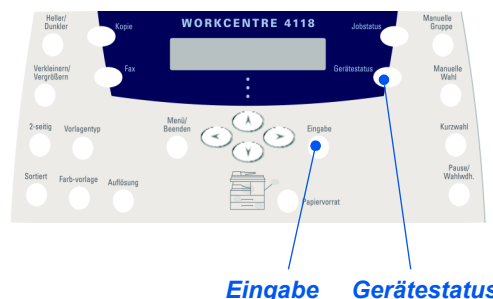 Heller/
Dunkler
Kopie
WORKCENTRE 4118
Jobstatus
Manuelle
Gruppe
Verkleinern/
Vergrößern
Fax
Gerätestatus
Manuelle
Wahl
2-seitig
Vorlagentyp
Menü/
Beenden
Eingabe
Kurzwahl
Sortiert
Farb-vorlage
Auflösung
Papiervorrat
Pause/
Wahlwdh.
Eingabe
Gerätestatus